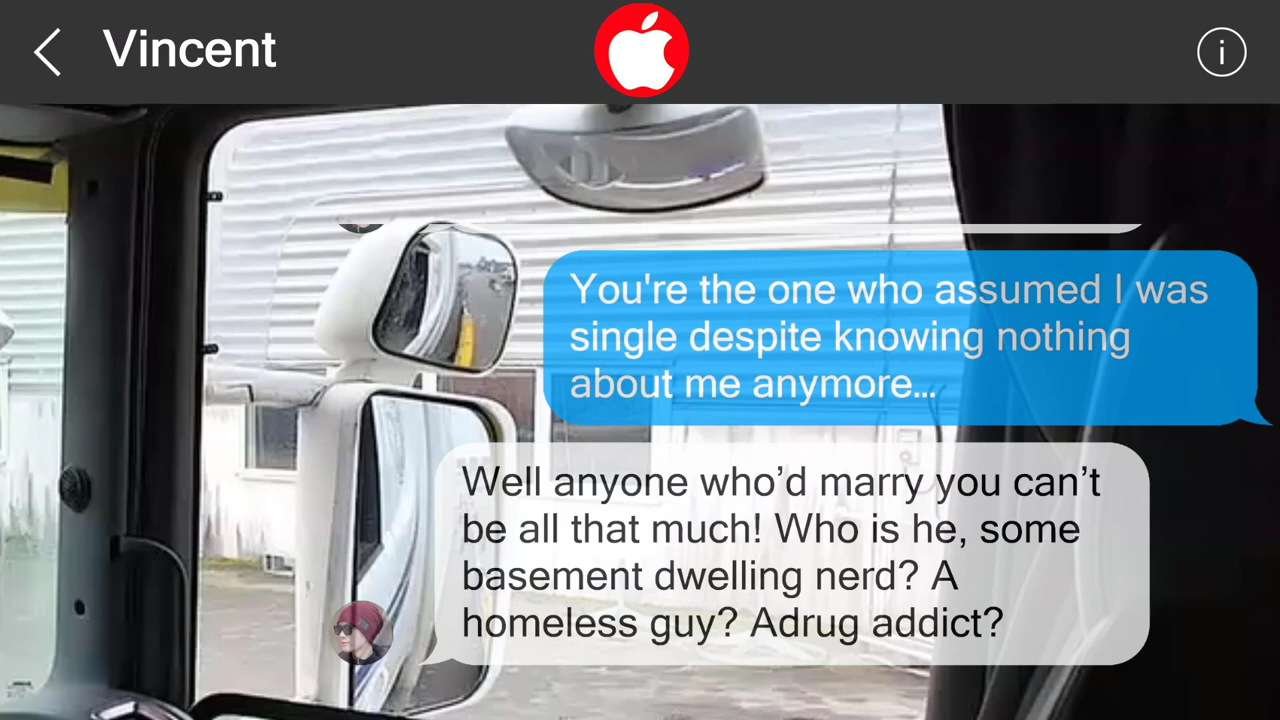 Vincent
i
You're the one who assumed I was
single despite knowing nothing
about me anymore...
Well anyone who’d marry you can’t
be all that much! Who is he, some
basement dwelling nerd? A
homeless guy? Adrug addict?